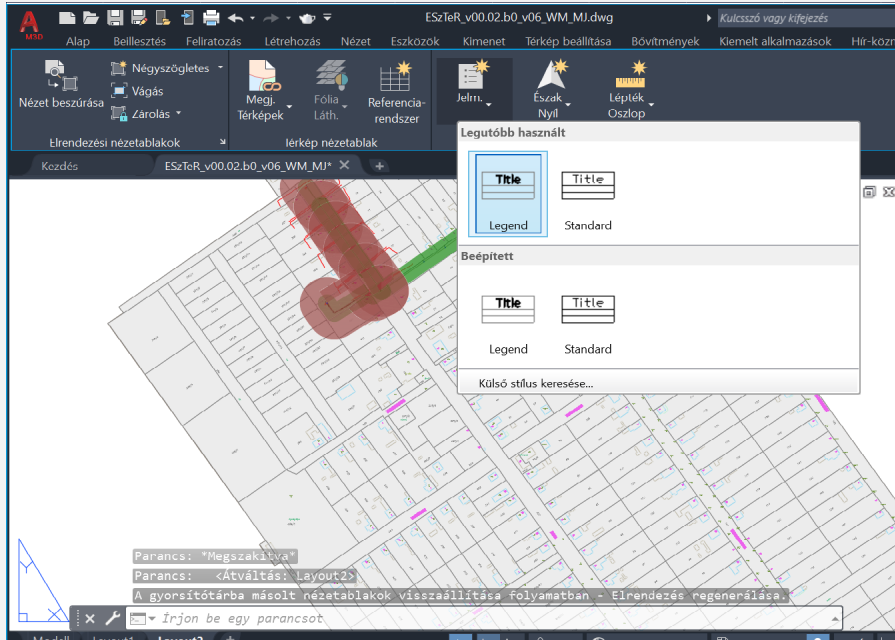 ESzTeR_v00.02.b0_v06_WM_MJ.dwg
Kulcsszó vagy kifejezés
M3D
Alap Beillesztés Feliratozás Létrehozás Nézet Eszközök Kimenet Térkép beállítása Bővítmények Kiemelt alkalmazások
Nézet beszúrása
Négyszögletes
Vágás
Zárolás
Megj. Térképek
Fólia Láth.
Referencia-rendszer
Jelm.
Észak Nyíl
Lépték Oszlop
Elrendezési nézetablakok
Térkép nézetablak
Kezdés
ESzTeR_v00.02.b0_v06_WM_MJ*
Legutóbb használt
Title Title
Legend Standard
Beépített
Title Title
Legend Standard
Külső stílus keresése...
Parancs: *Megszakítva*
Parancs: <Átváltás: Layout2>
A gyorsítótárba másolt nézetablakok visszaállítása folyamatban - Elrendezés regenerálása.
Y
X
Írjon be egy parancsot
Modell Layout1 Layout2